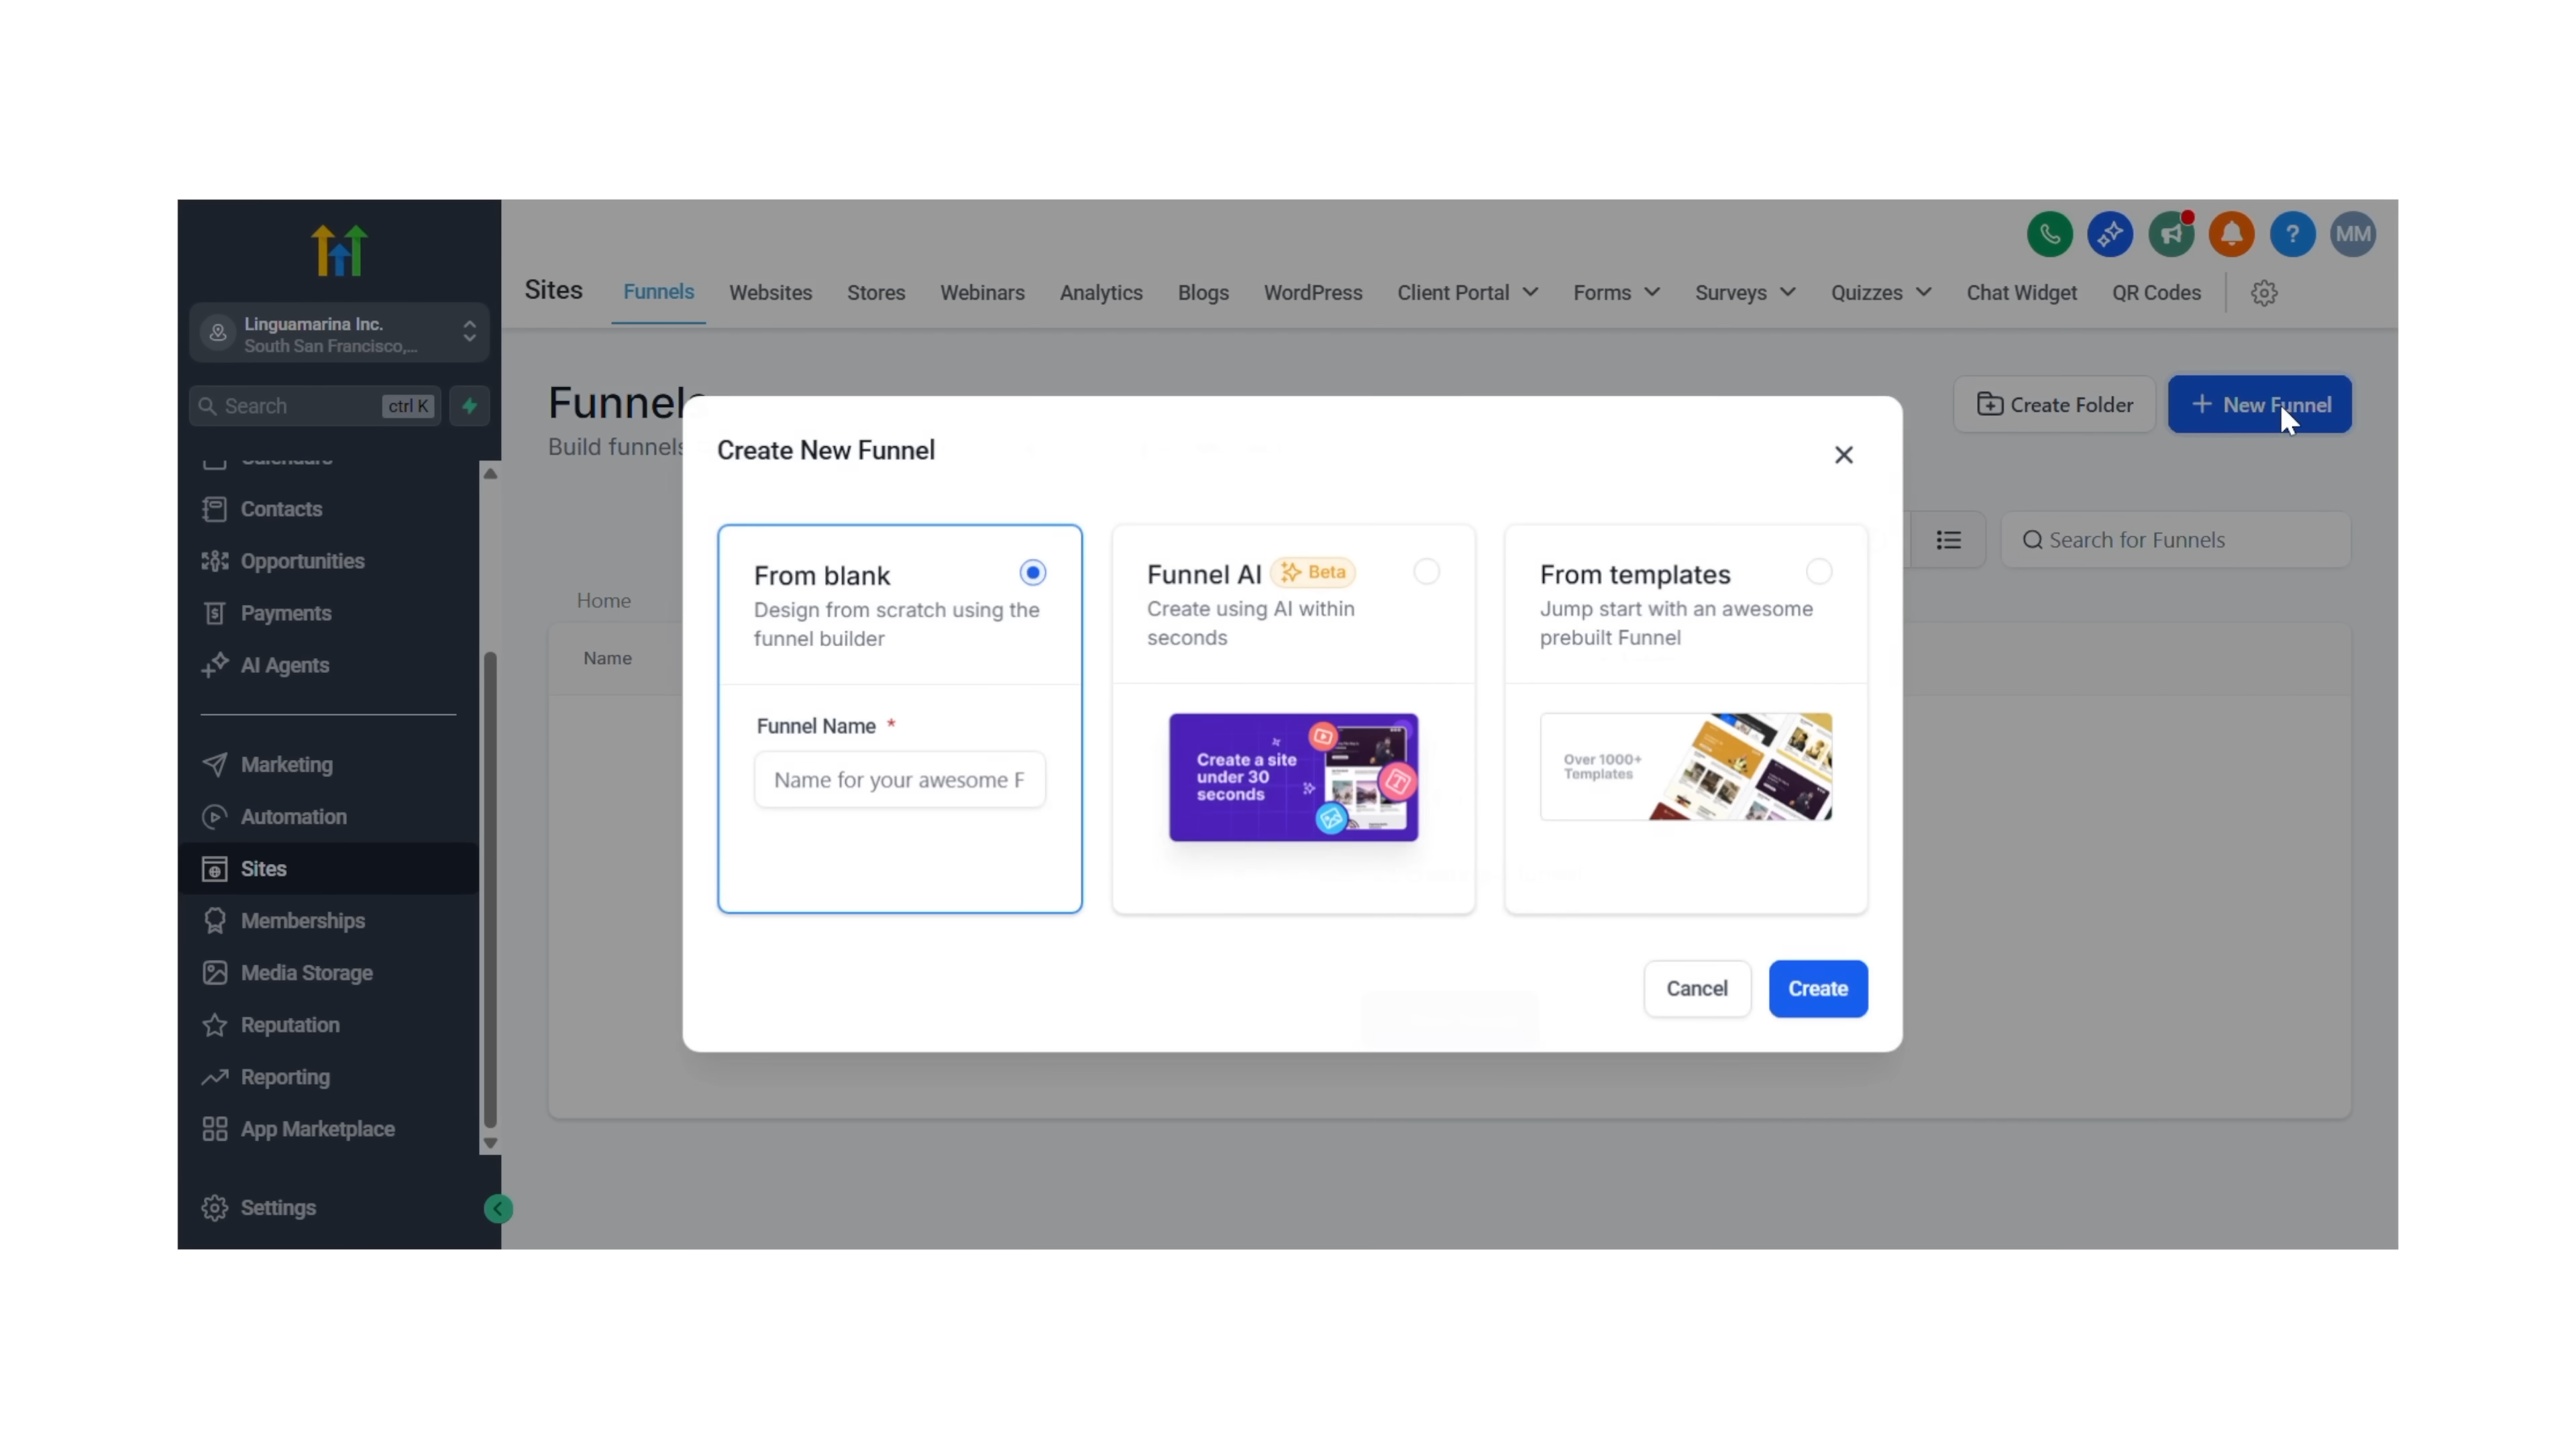 Linguamarina Inc.
South San Francisco,...
Search
ctrl K
Contacts
Opportunities
Payments
AI Agents
Marketing
Automation
Sites
Memberships
Media Storage
Reputation
Reporting
App Marketplace
Settings
MM
Sites
Funnels
Websites
Stores
Webinars
Analytics
Blogs
WordPress
Client Portal
Forms
Surveys
Quizzes
Chat Widget
QR Codes
Funnels
Build funnels
Create Folder
+ New Funnel
Search for Funnels
Home
Name
Create New Funnel
From blank
Design from scratch using the
funnel builder
Funnel Name *
Name for your awesome F
Funnel AI
Beta
Create using AI within
seconds
Create a site
under 30
seconds
From templates
Jump start with an awesome
prebuilt Funnel
Over 1000+
Templates
Cancel
Create